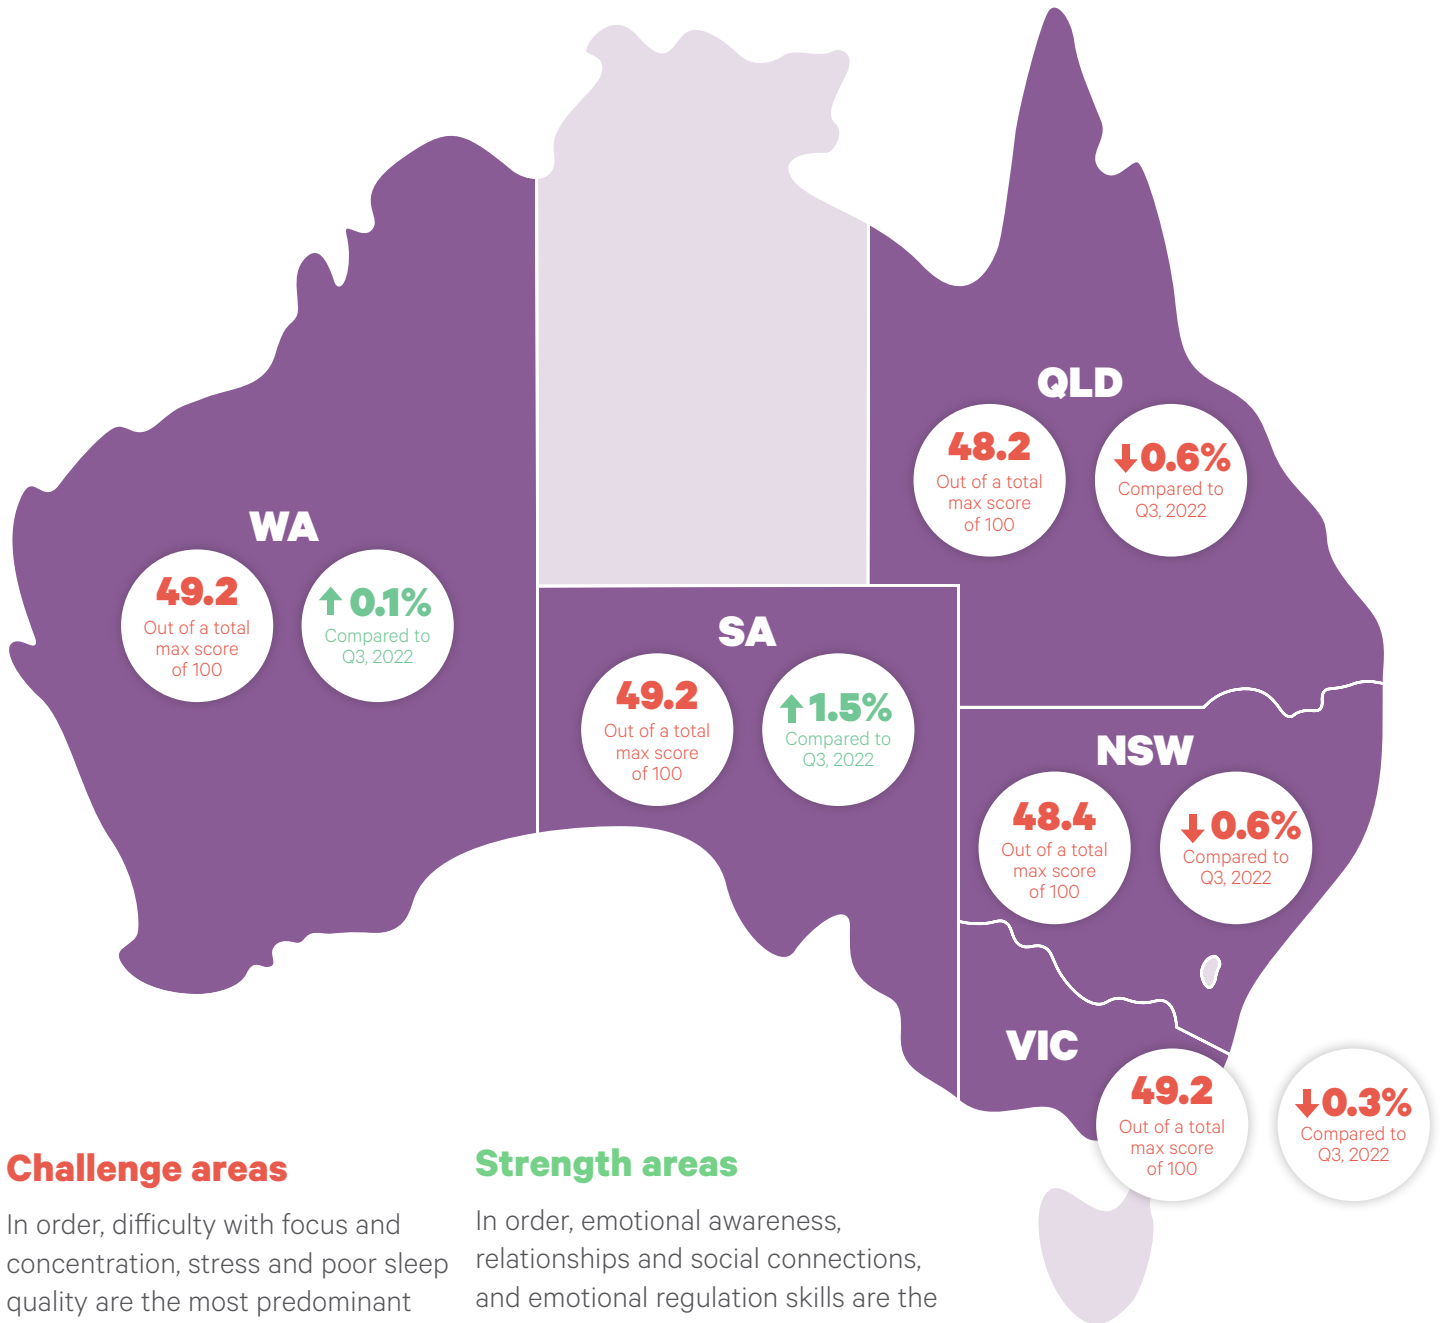 QLD
48.2
Out of a total
max score
of 100
↓0.6%
Compared to
Q3, 2022
WA
49.2
Out of a total
max score
of 100
↑ 0.1%
Compared to
Q3, 2022
SA
49.2
Out of a total
max score
of 100
↑ 1.5%
Compared to
Q3, 2022
NSW
48.4
Out of a total
max score
of 100
↓ 0.6%
Compared to
Q3, 2022
VIC
49.2
Out of a total
max score
of 100
↓0.3%
Compared to
Q3, 2022
Challenge areas
In order, difficulty with focus and
concentration, stress and poor sleep
quality are the most predominant
Strength areas
In order, emotional awareness,
relationships and social connections,
and emotional regulation skills are the